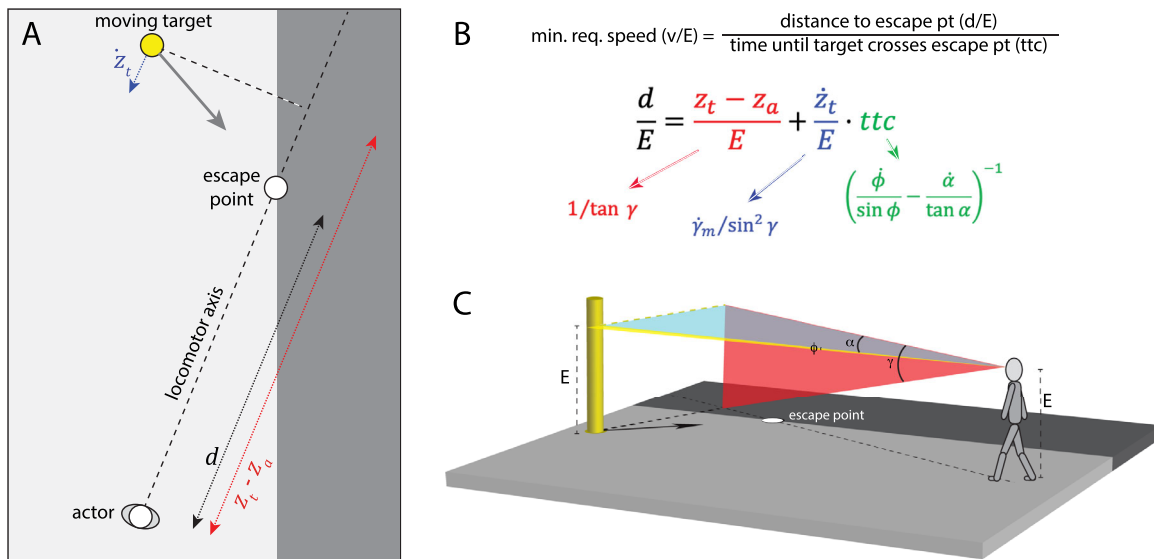 A
moving target
ż_t
escape
point
locomotor axis
d
z_t - z_a
actor
B
min. req. speed (v/E) = distance to escape pt (d/E) / time until target crosses escape pt (ttc)
d/E = (z_t − z_a)/E + ż_t/E · ttc
1/tan γ
γ̇_m/sin² γ
(φ̇/sin φ − α̇/tan α)^−1
C
E
ϕ
α
γ
E
escape point